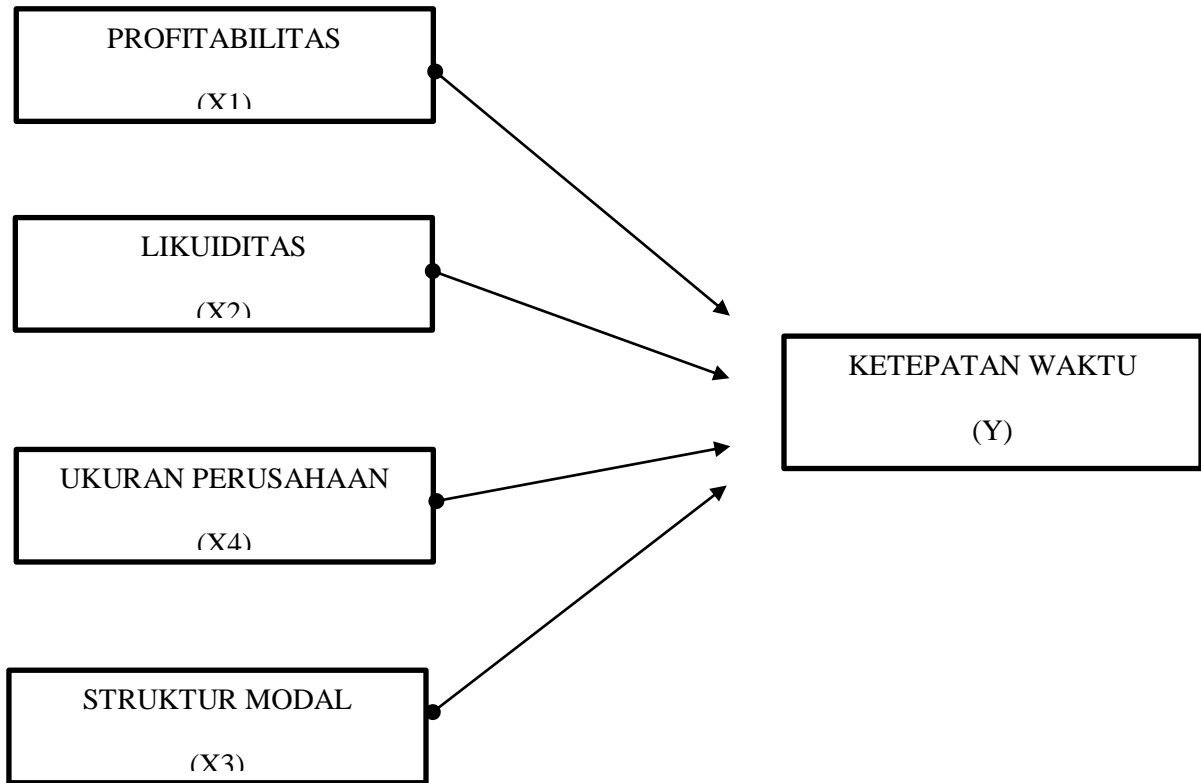 PROFITABILITAS
(X1)
LIKUIDITAS
(X2)
UKURAN PERUSAHAAN
(X4)
STRUKTUR MODAL
(X3)
KETEPATAN WAKTU
(Y)